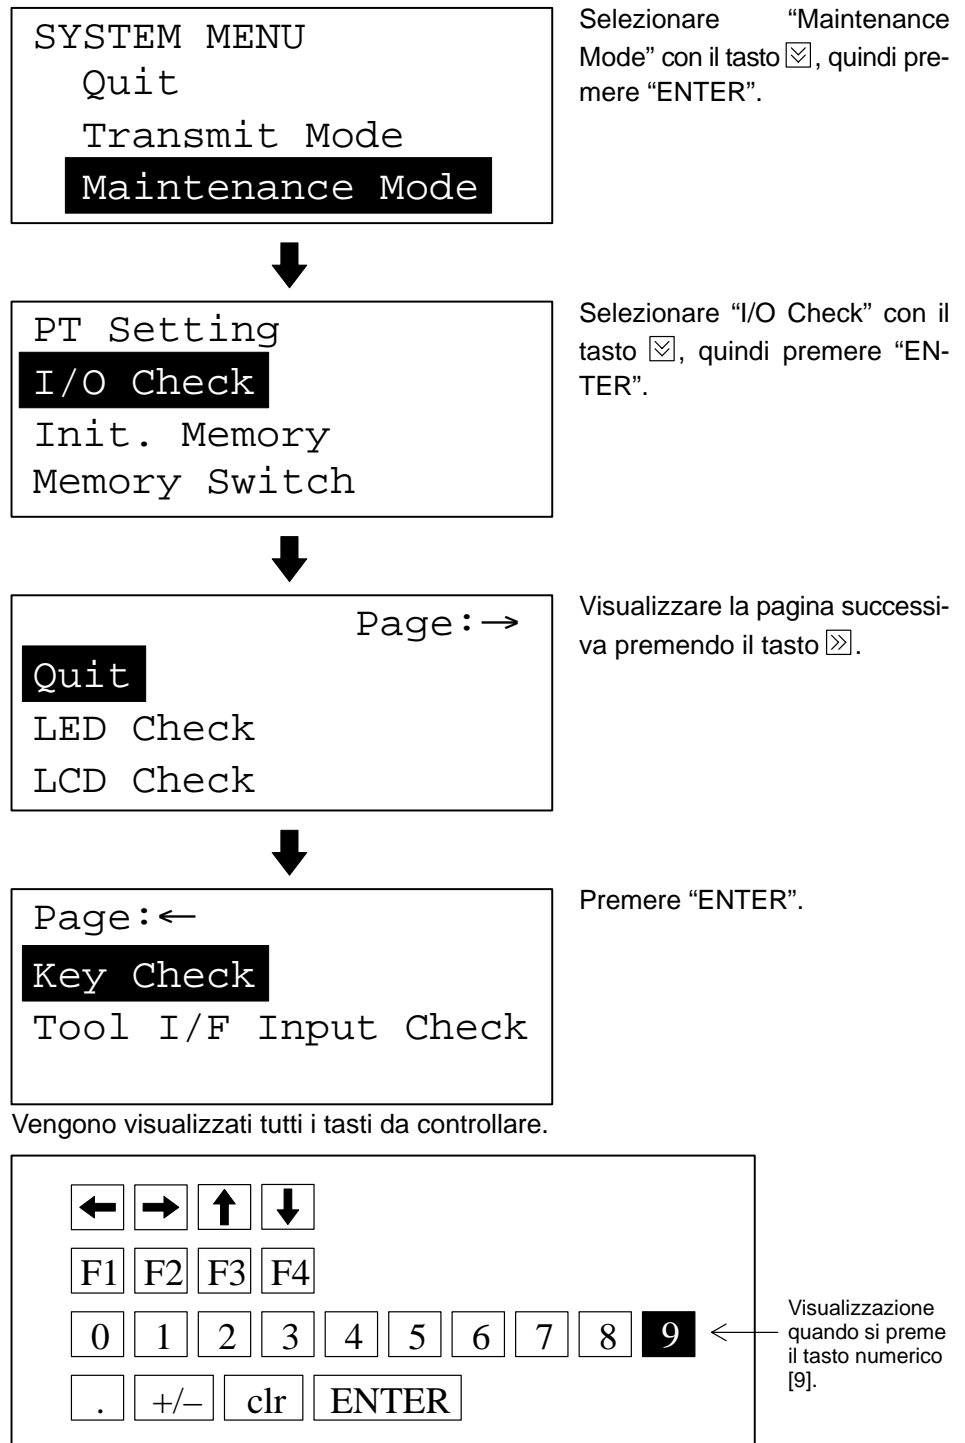 SYSTEM MENU
Quit
Transmit Mode
Maintenance Mode
Selezionare “Maintenance
Mode” con il tasto , quindi pre-
mere “ENTER”.
PT Setting
I/O Check
Init. Memory
Memory Switch
Selezionare “I/O Check” con il
tasto , quindi premere “EN-
TER”.
Page:→
Quit
LED Check
LCD Check
Visualizzare la pagina successi-
va premendo il tasto .
Page:←
Key Check
Tool I/F Input Check
Premere “ENTER”.
Vengono visualizzati tutti i tasti da controllare.
← → ↑ ↓
F1 F2 F3 F4
0 1 2 3 4 5 6 7 8 9
. +/– clr ENTER
Visualizzazione
quando si preme
il tasto numerico
[9].